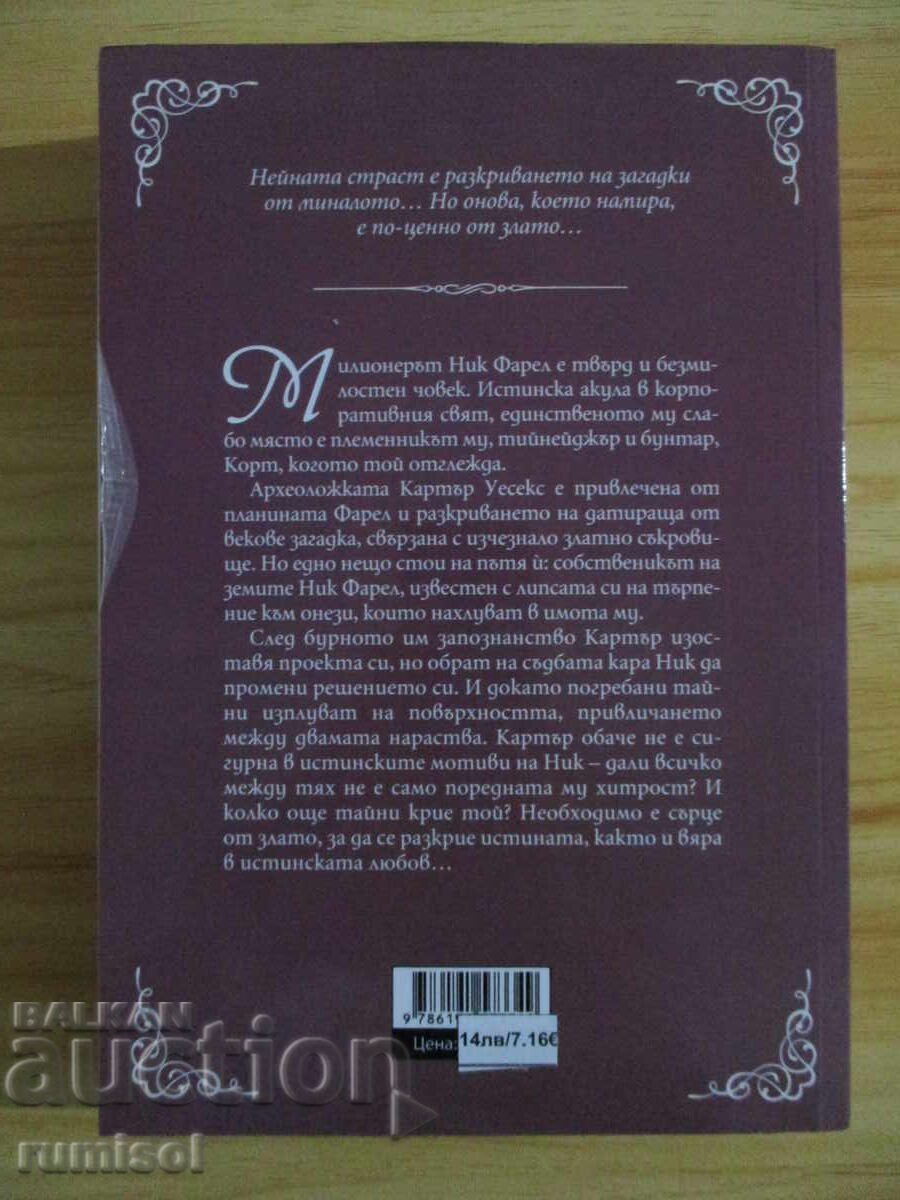 Нейната страст е разкриването на загадки
от миналото... Но онова, което намира,
е по-ценно от злато...
Милионерът Ник Фарел е твърд и безми-
лостен човек. Истинска акула в корпо-
ративния свят, единственото му сла-
бо място е племенникът му, тийнейджър и бунтар,
Корт, когото той отглежда.
Археоложката Картър Уесекс е привлечена от
планината Фарел и разкриването на датираща от
векове загадка, свързана с изчезнало златно съкрови-
ще. Но едно нещо стои на пътя ѝ: собственикът на
земите Ник Фарел, известен с липсата си на търпе-
ние към онези, които нахлуват в имота му.
След бурното им запознанство Картър изос-
тавя проекта си, но обрат на съдбата кара Ник да
промени решението си. И докато погребани тай-
ни изплуват на повърхността, привличането
между двамата нараства. Картър обаче не е си-
гурна в истинските мотиви на Ник – дали всичко
между тях не е само поредната му хитрост? И
колко още тайни крие той? Необходимо е сърце
от злато, за да се разкрие истината, както и вяра
в истинската любов...
9 7861
Цена: 14лв/7.16€
BALKAN
auction
rumisol